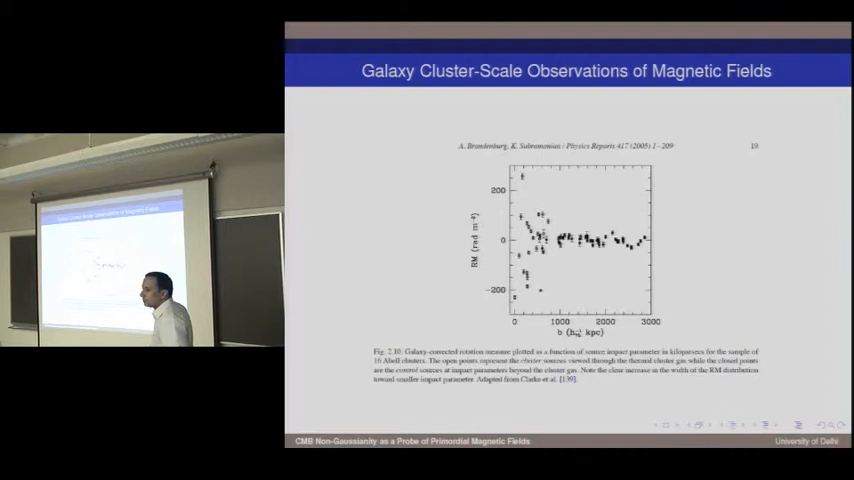 Galaxy Cluster-Scale Observations of Magnetic Fields
A. Brandenburg, K. Subramanian / Physics Reports 417 (2005) 1–209
19
200
0
−200
RM (rad m⁻²)
0
1000
2000
3000
b (h₇₅⁻¹ kpc)
Fig. 2.10. Galaxy-corrected rotation measure plotted as a function of source impact parameter in kiloparsecs for the sample of
16 Abell clusters. The open points represent the cluster sources viewed through the thermal cluster gas while the closed points
are the control sources at impact parameters beyond the cluster gas. Note the clear increase in the width of the RM distribution
toward smaller impact parameter. Adapted from Clarke et al. [139].
CMB Non-Gaussianity as a Probe of Primordial Magnetic Fields
University of Delhi